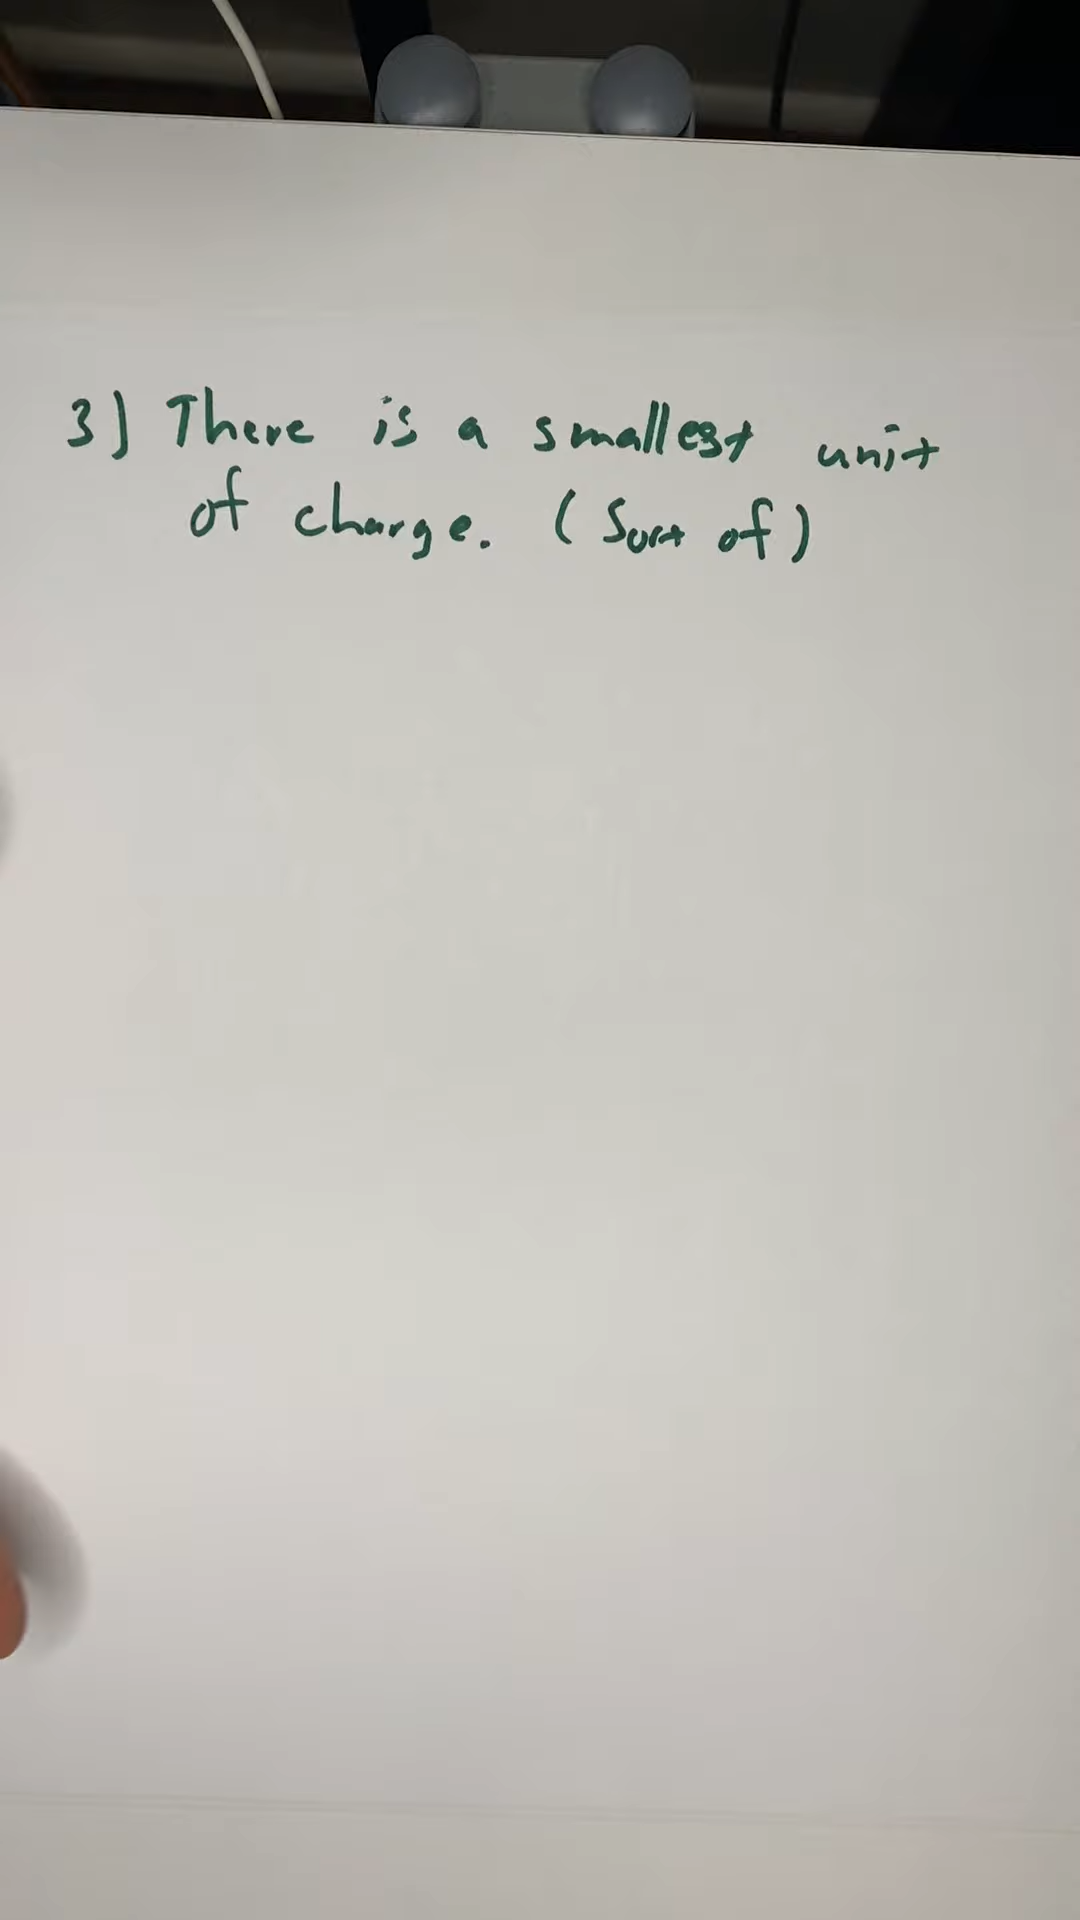 3) There is a smallest unit
of charge. (Sort of)